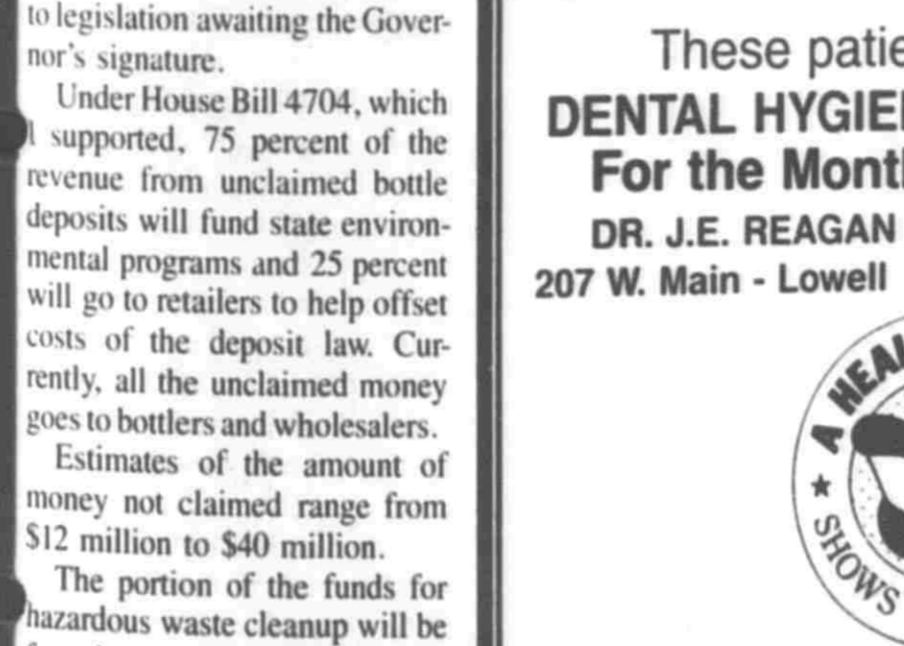 to legislation awaiting the Gover-
nor's signature.
Under House Bill 4704, which
I supported, 75 percent of the
revenue from unclaimed bottle
deposits will fund state environ-
mental programs and 25 percent
will go to retailers to help offset
costs of the deposit law. Cur-
rently, all the unclaimed money
goes to bottlers and wholesalers.
Estimates of the amount of
money not claimed range from
$12 million to $40 million.
The portion of the funds for
hazardous waste cleanup will be
These
DENTAL
For the
DR. J.E. REAGAN
207 W. Main - Lowell
A
SHOWS